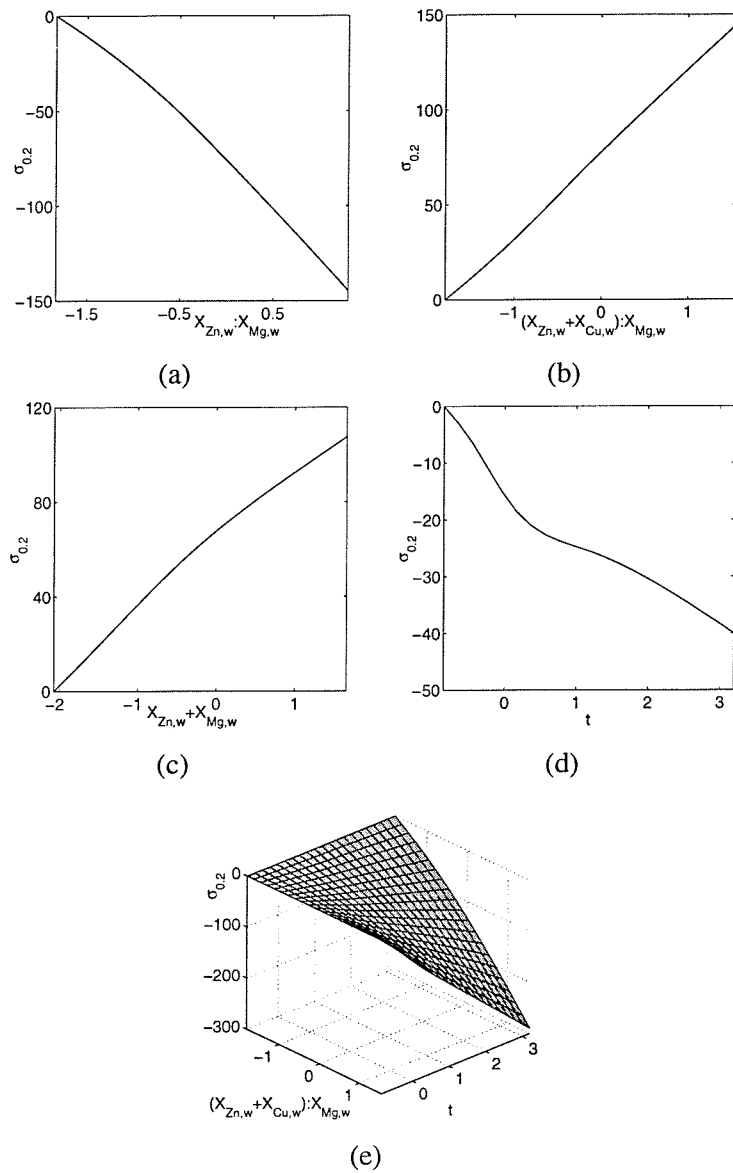 0
−50
−100
−150
σ0.2
−1.5 −0.5 0.5
XZn,w:XMg,w
(a)
150
100
50
0
σ0.2
−1 0 1
(XZn,w+XCu,w):XMg,w
(b)
120
80
40
0
σ0.2
−2 −1 0 1
XZn,w+XMg,w
(c)
0
−10
−20
−30
−40
−50
σ0.2
0 1 2 3
t
(d)
0
−100
−200
−300
σ0.2
−1 0 1
(XZn,w+XCu,w):XMg,w
0 1 2 3
t
(e)